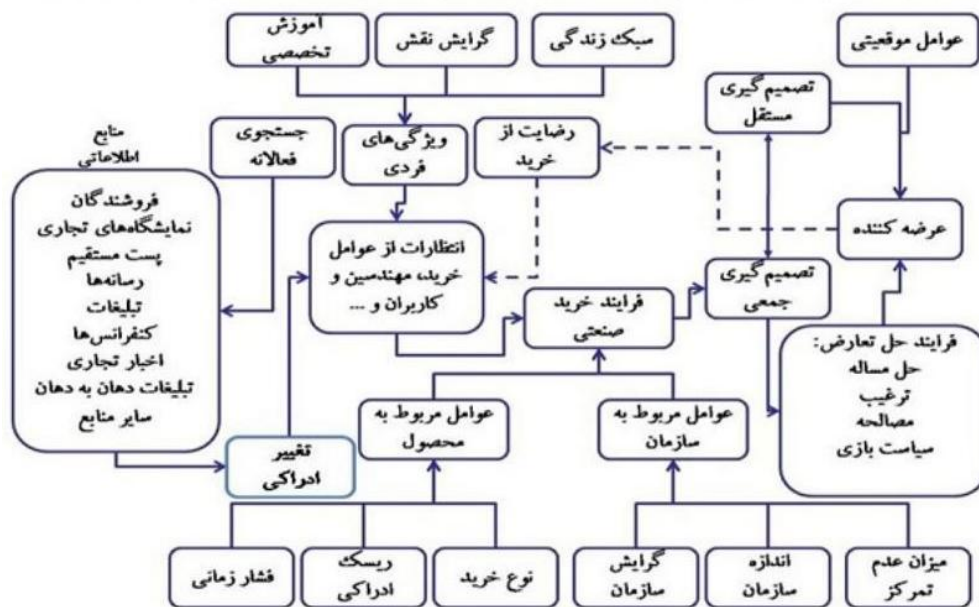 آموزش
تخصصی
گرایش نقش
سبک زندگی
عوامل موقعیتی
تصمیم‌گیری
مستقل
رضایت از
خرید
ویژگی‌های
فردی
جستجوی
فعالانه
منابع
اطلاعاتی
فروشندگان
نمایشگاه‌های تجاری
پست مستقیم
رسانه‌ها
تبلیغات
کنفرانس‌ها
اخبار تجاری
تبلیغات دهان به دهان
سایر منابع
عرضه کننده
انتظارات از عوامل
خرید، مهندسین و
کاربران و ...
فرایند خرید
صنعتی
تصمیم‌گیری
جمعی
فرایند حل تعارض:
حل مساله
ترغیب
مصالحه
سیاست بازی
عوامل مربوط به
محصول
عوامل مربوط به
سازمان
تغییر
ادراکی
فشار زمانی
ریسک
ادراکی
نوع خرید
گرایش
سازمان
اندازه
سازمان
میزان عدم
تمرکز